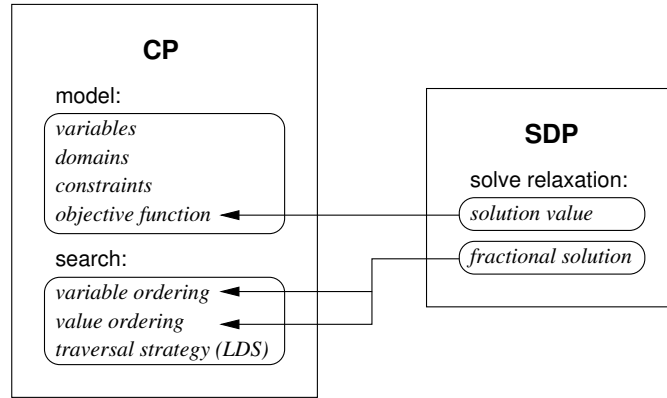 CP
model:
variables
domains
constraints
objective function
search:
variable ordering
value ordering
traversal strategy (LDS)
SDP
solve relaxation:
solution value
fractional solution